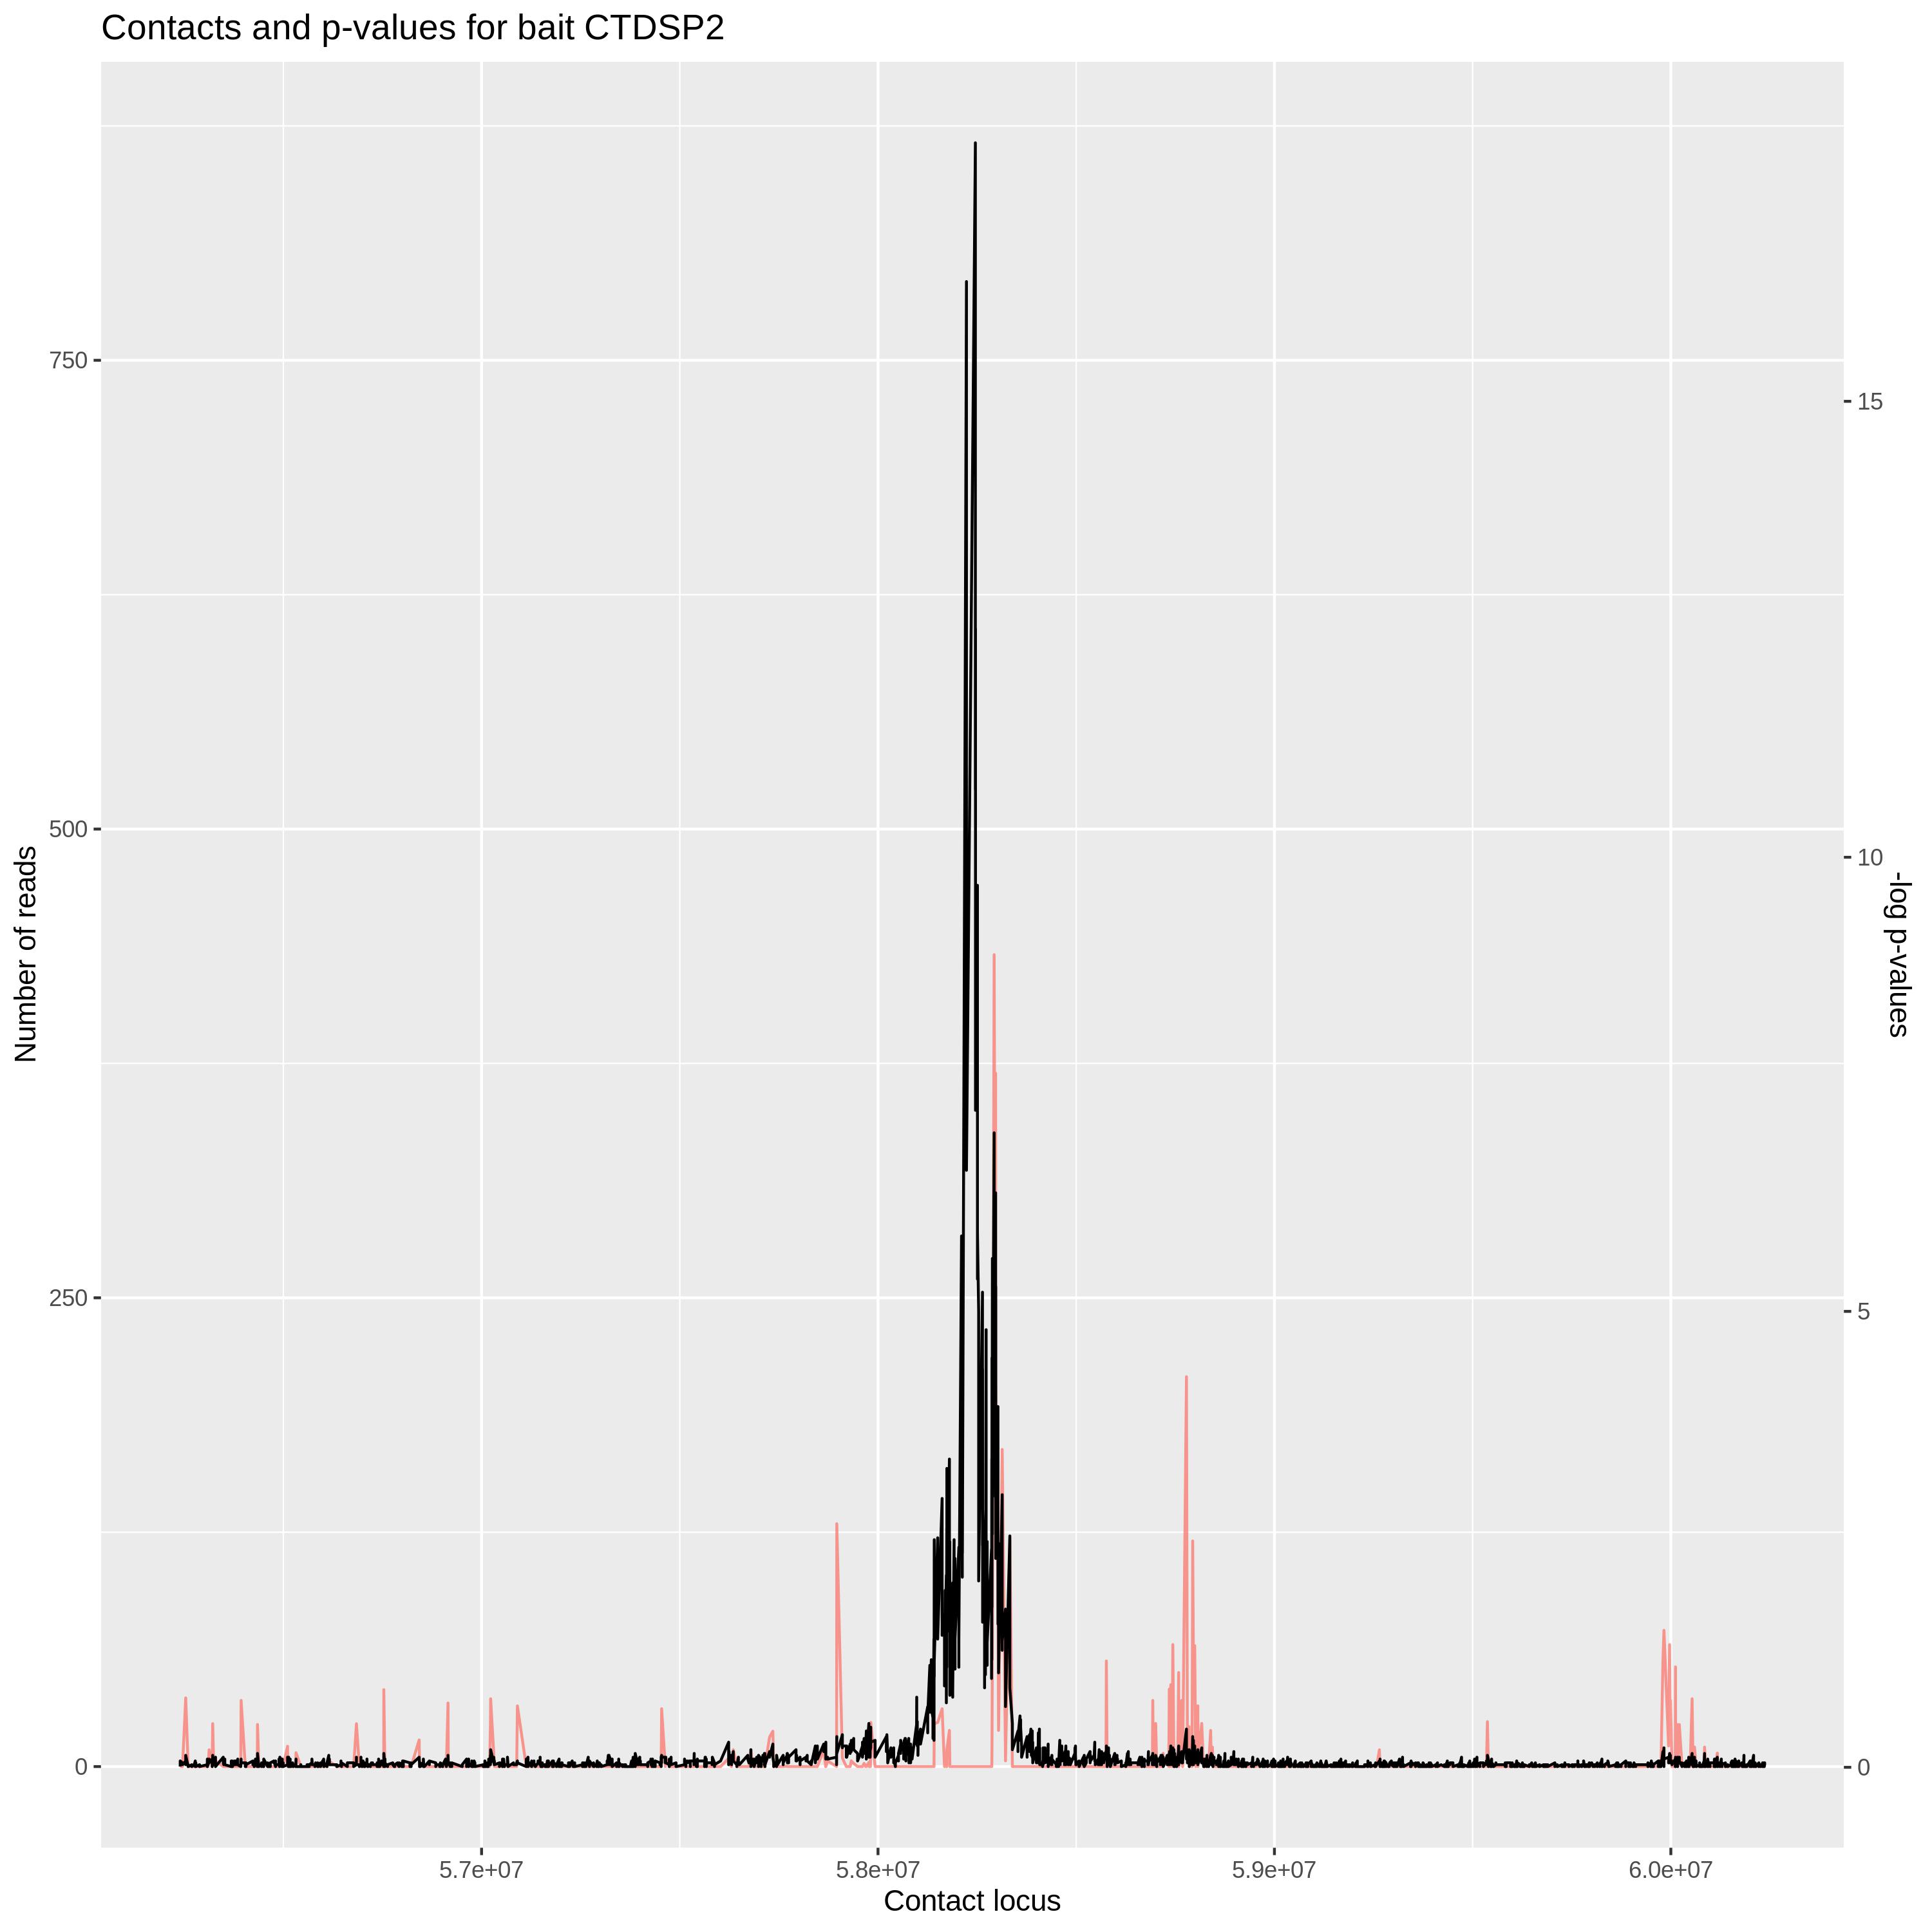 Contacts and p-values for bait CTDSP2
750
500
250
0
Number of reads
15
10
5
0
-log p-values
5.7e+07
5.8e+07
5.9e+07
6.0e+07
Contact locus